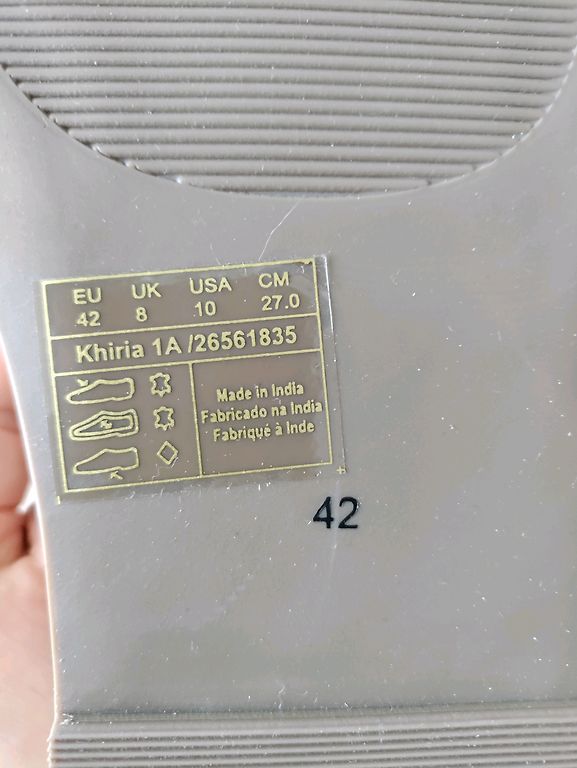 EU UK USA CM
42 8 10 27.0
Khiria 1A /26561835
Made in India
Fabricado na India
Fabriqué à Inde
42